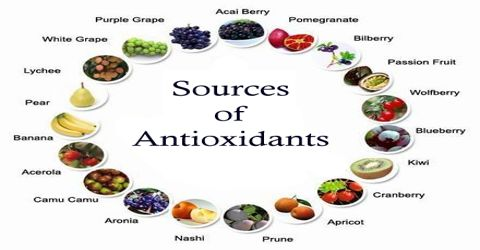 Acai Berry
Purple Grape
Pomegranate
White Grape
Bilberry
Lychee
Passion Fruit
Pear
Wolfberry
Sources
of
Antioxidants
Banana
Blueberry
Acerola
Kiwi
Camu Camu
Cranberry
Aronia
Apricot
Nashi
Prune